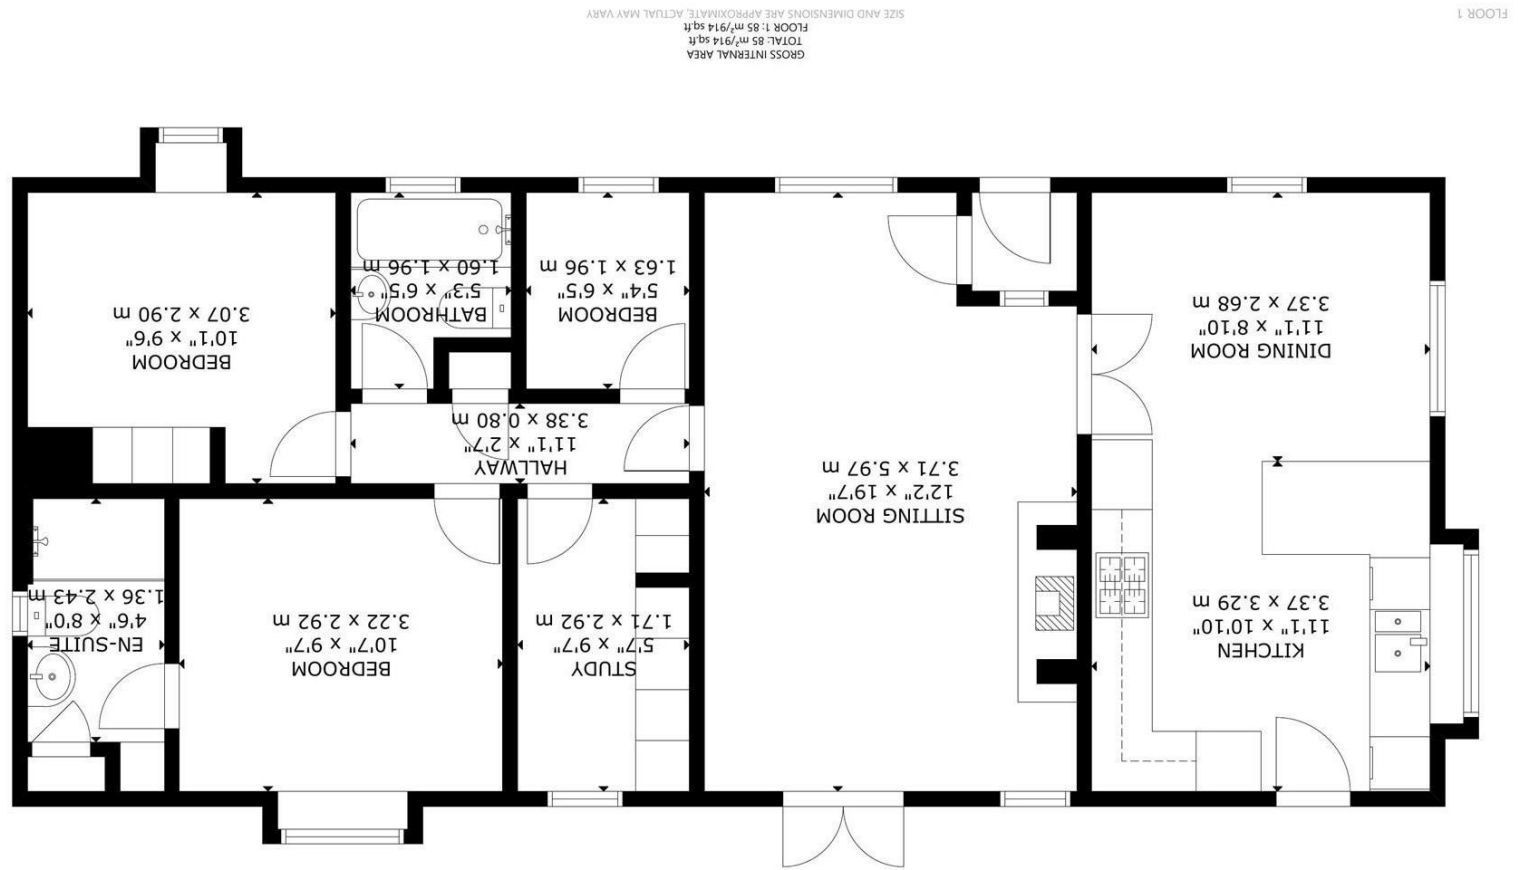 KITCHEN
11'1" x 10'10"
3.37 x 3.29 m
STUDY
5'7" x 9'7"
1.71 x 2.92 m
BEDROOM
10'7" x 9'7"
3.22 x 2.92 m
EN-SUITE
4'6" x 8'0"
1.36 x 2.43 m
SITTING ROOM
12'2" x 19'7"
3.71 x 5.97 m
HALLWAY
11'1" x 2'7"
3.38 x 0.80 m
DINING ROOM
11'1" x 8'10"
3.37 x 2.68 m
BEDROOM
5'4" x 6'5"
1.63 x 1.96 m
BATHROOM
5'3" x 6'5"
1.60 x 1.96 m
BEDROOM
10'1" x 9'6"
3.07 x 2.90 m
GROSS INTERNAL AREA
TOTAL: 85 m²/914 sq.ft
FLOOR 1: 85 m²/914 sq.ft
SIZE AND DIMENSIONS ARE APPROXIMATE, ACTUAL MAY VARY
FLOOR 1